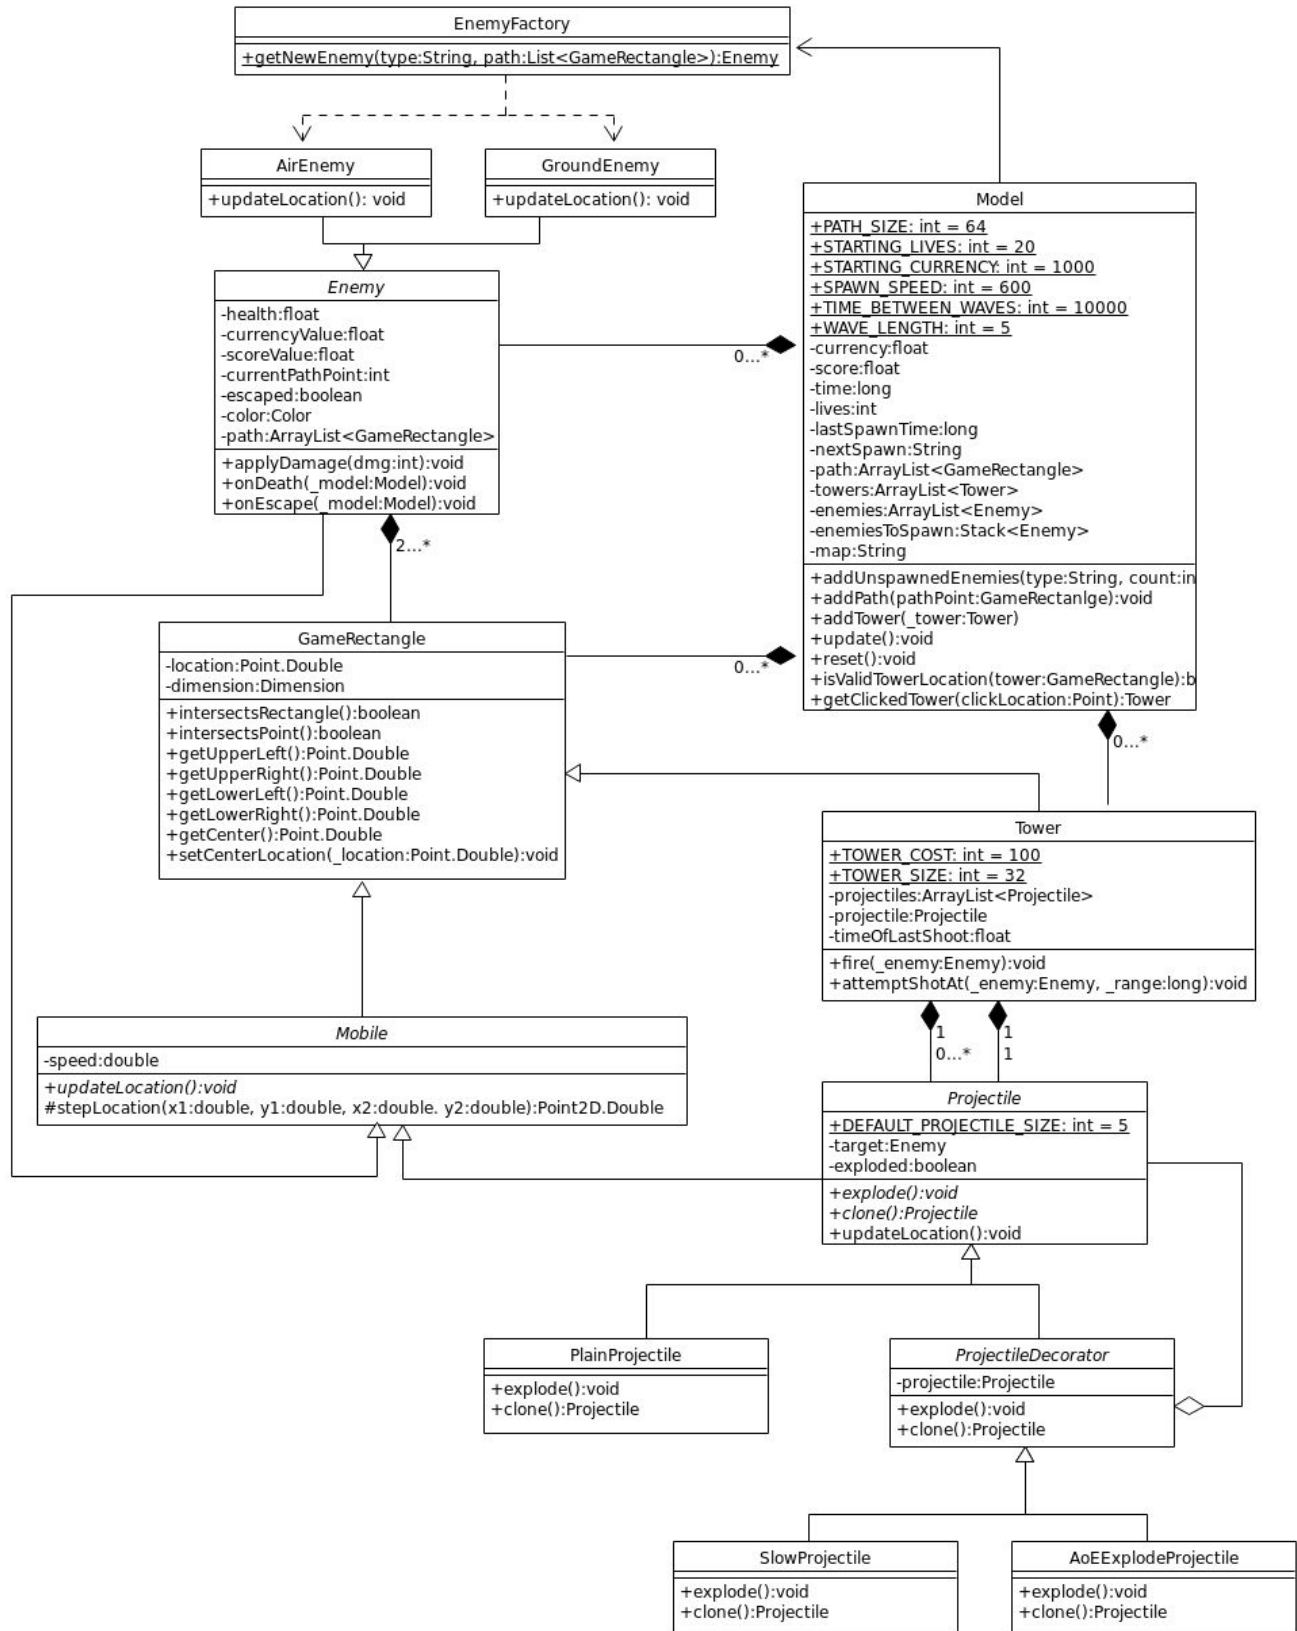 EnemyFactory
+getNewEnemy(type:String, path:List<GameRectangle>):Enemy
AirEnemy
+updateLocation(): void
GroundEnemy
+updateLocation(): void
Model
+PATH_SIZE: int = 64
+STARTING_LIVES: int = 20
+STARTING_CURRENCY: int = 1000
+SPAWN_SPEED: int = 600
+TIME_BETWEEN_WAVES: int = 10000
+WAVE_LENGTH: int = 5
-currency:float
-score:float
-time:long
-lives:int
-lastSpawnTime:long
-nextSpawn:String
-path:ArrayList<GameRectangle>
-towers:ArrayList<Tower>
-enemies:ArrayList<Enemy>
-enemiesToSpawn:Stack<Enemy>
-map:String
+addUnspawnedEnemies(type:String, count:in
+addPath(pathPoint:GameRectanlge):void
+addTower(_tower:Tower)
+update():void
+reset():void
+isValidTowerLocation(tower:GameRectangle):b
+getClickedTower(clickLocation:Point):Tower
Enemy
-health:float
-currencyValue:float
-scoreValue:float
-currentPathPoint:int
-escaped:boolean
-color:Color
-path:ArrayList<GameRectangle>
+applyDamage(dmg:int):void
+onDeath(_model:Model):void
+onEscape(_model:Model):void
0...*
2...*
GameRectangle
-location:Point.Double
-dimension:Dimension
+intersectsRectangle():boolean
+intersectsPoint():boolean
+getUpperLeft():Point.Double
+getUpperRight():Point.Double
+getLowerLeft():Point.Double
+getLowerRight():Point.Double
+getCenter():Point.Double
+setCenterLocation(_location:Point.Double):void
0...*
0...*
Tower
+TOWER_COST: int = 100
+TOWER_SIZE: int = 32
-projectiles:ArrayList<Projectile>
-projectile:Projectile
-timeOfLastShoot:float
+fire(_enemy:Enemy):void
+attemptShotAt(_enemy:Enemy, _range:long):void
1
0...*
1
1
Mobile
-speed:double
+updateLocation():void
#stepLocation(x1:double, y1:double, x2:double. y2:double):Point2D.Double
Projectile
+DEFAULT_PROJECTILE_SIZE: int = 5
-target:Enemy
-exploded:boolean
+explode():void
+clone():Projectile
+updateLocation():void
PlainProjectile
+explode():void
+clone():Projectile
ProjectileDecorator
-projectile:Projectile
+explode():void
+clone():Projectile
SlowProjectile
+explode():void
+clone():Projectile
AoEExplodeProjectile
+explode():void
+clone():Projectile